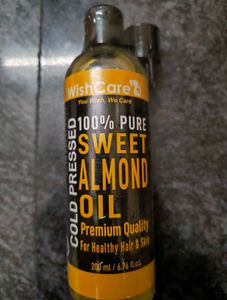 WishCare
You Wish, We Care
COLD PRESSED
100% PURE
SWEET
ALMOND
OIL
Premium Quality
For Healthy Hair & Skin
200 ml / 6.76 fl.oz.